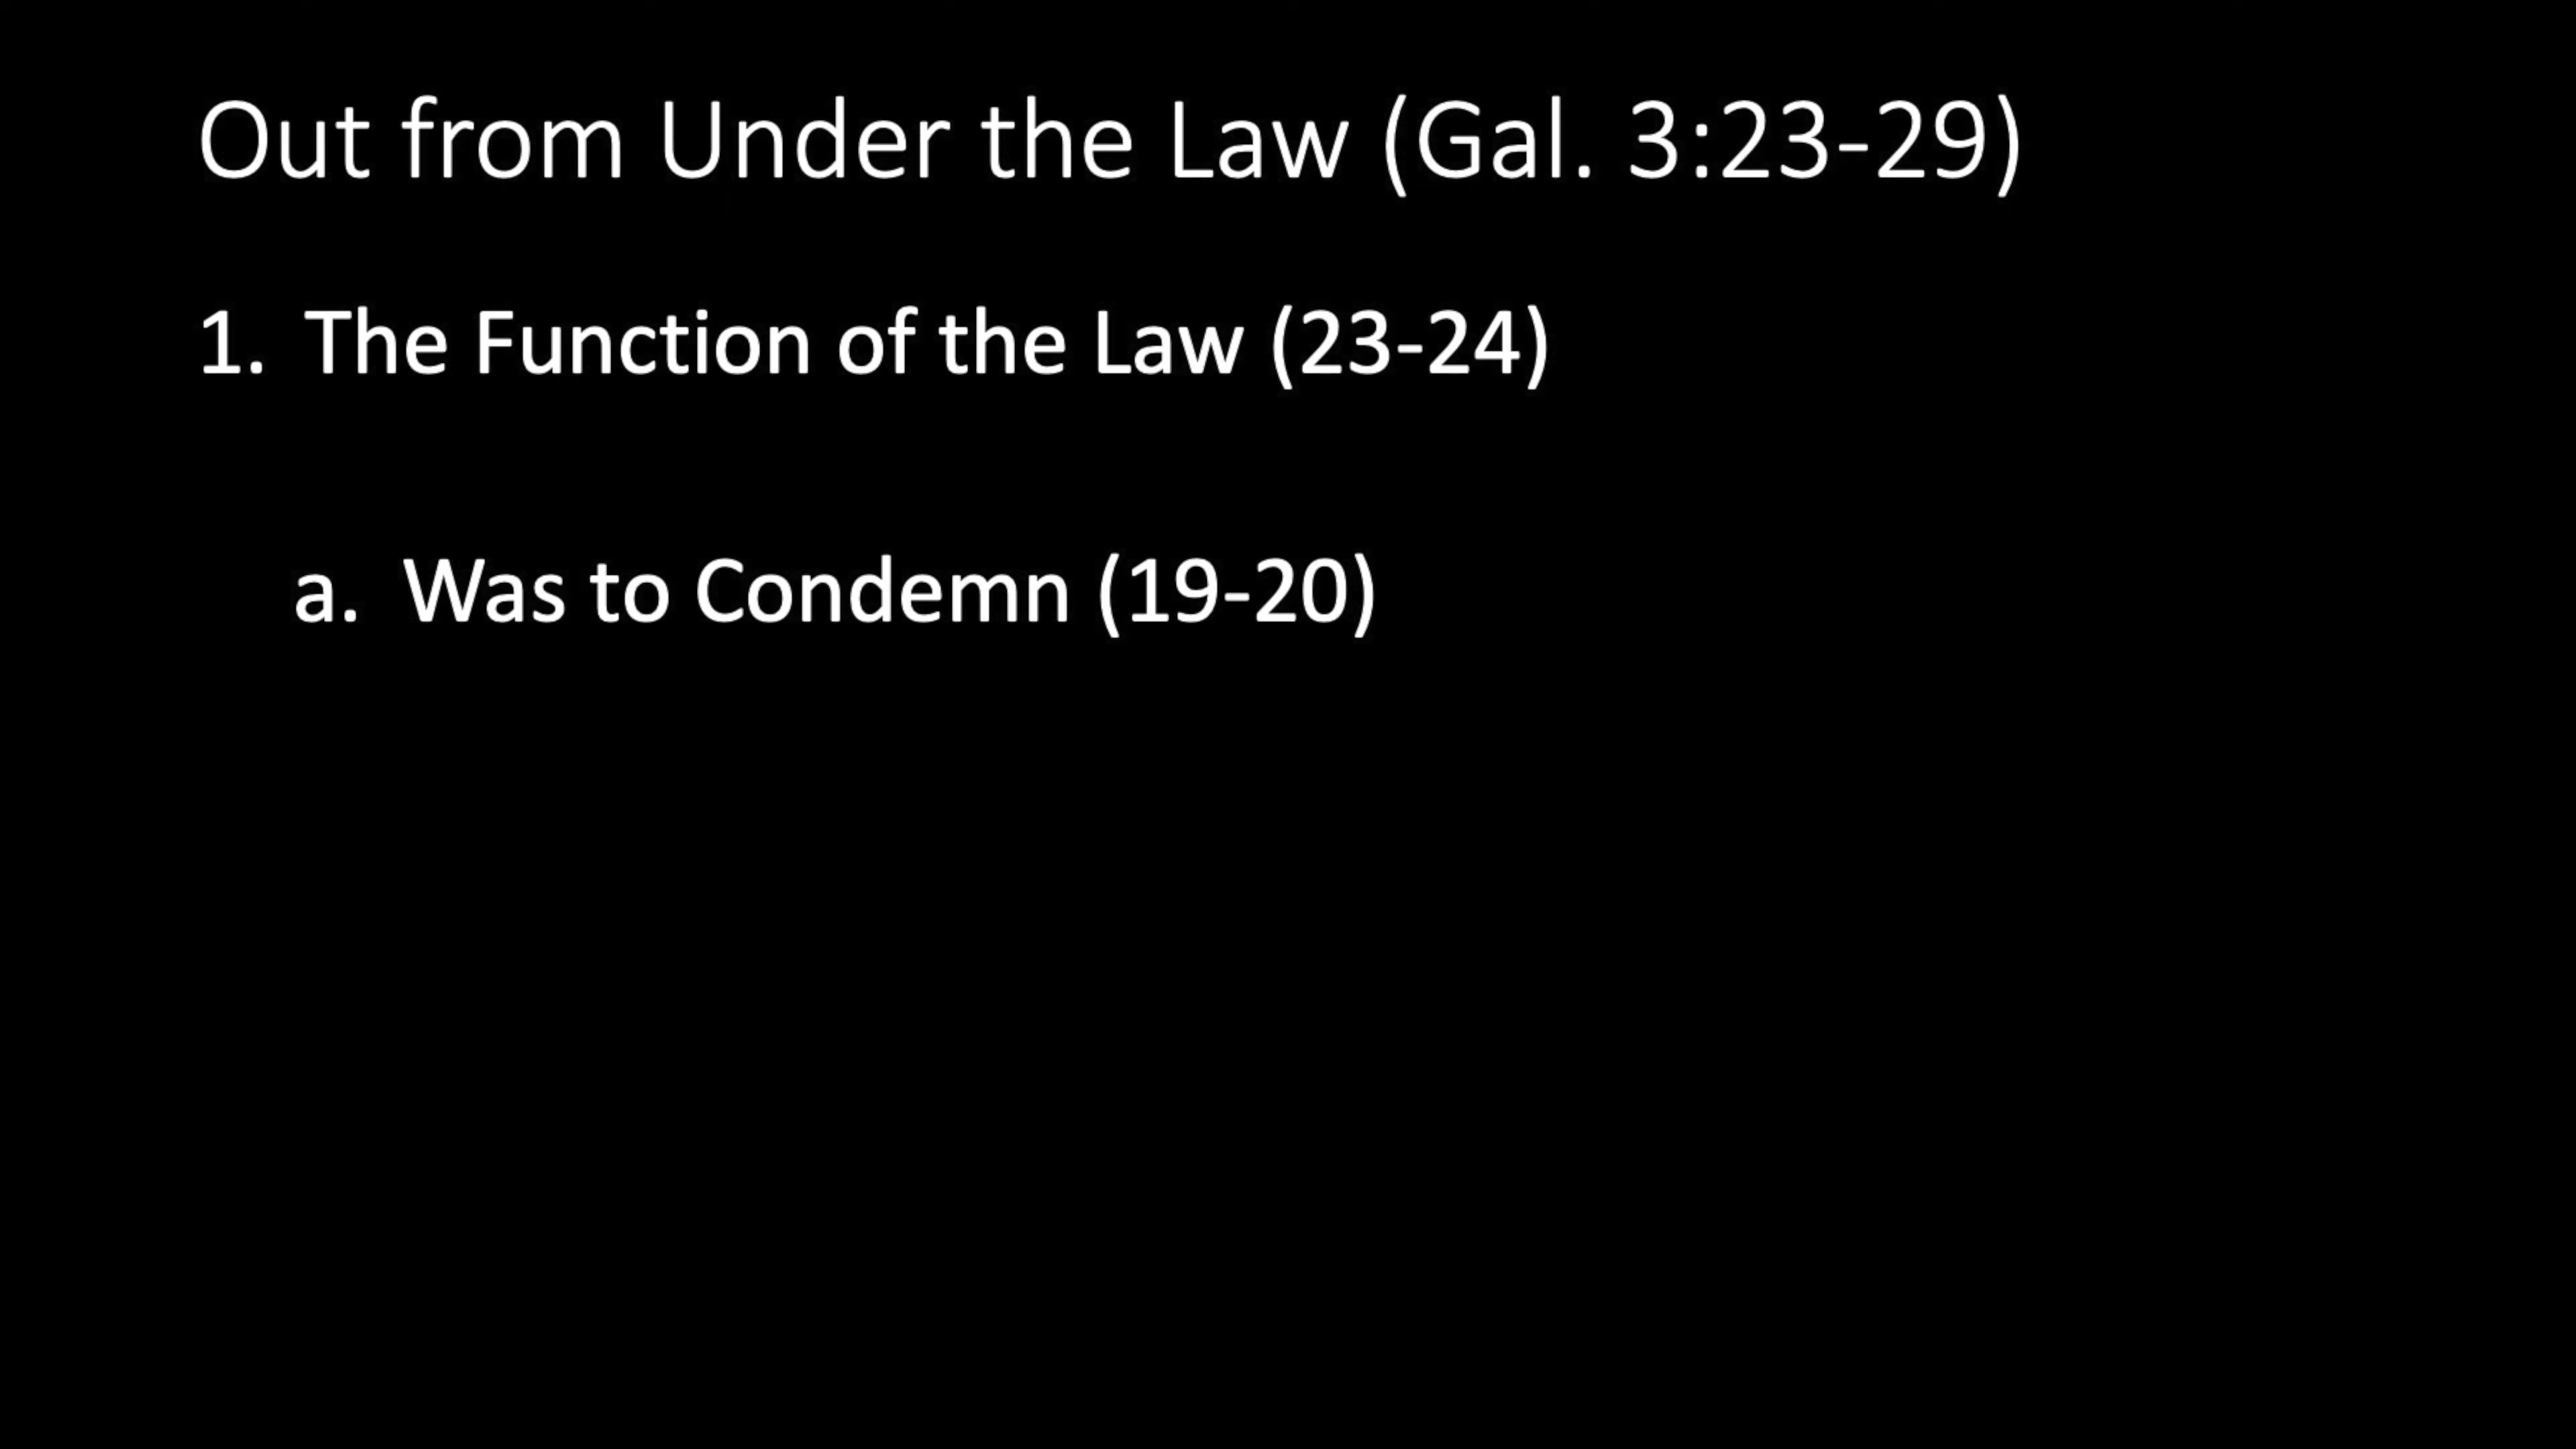 Out from Under the Law (Gal. 3:23-29)
1. The Function of the Law (23-24)
a. Was to Condemn (19-20)